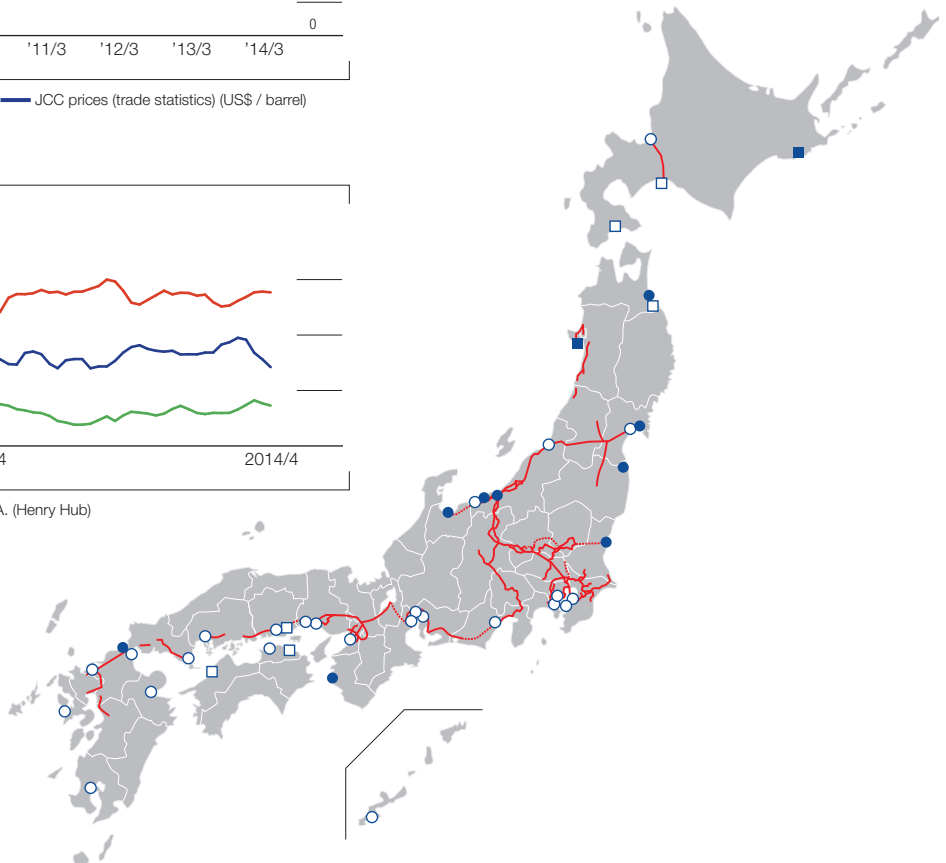 0
’11/3 ’12/3 ’13/3 ’14/3
JCC prices (trade statistics) (US$ / barrel)
4 2014/4
A. (Henry Hub)